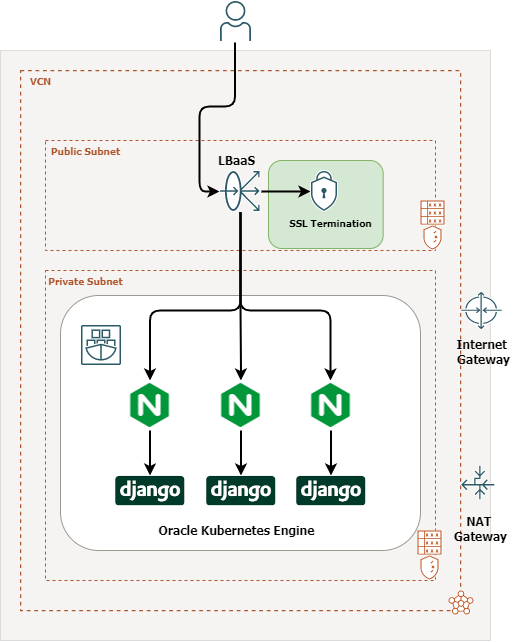 VCN
Public Subnet
LBaaS
SSL Termination
Private Subnet
Internet
Gateway
N N N
django django django
Oracle Kubernetes Engine
NAT
Gateway